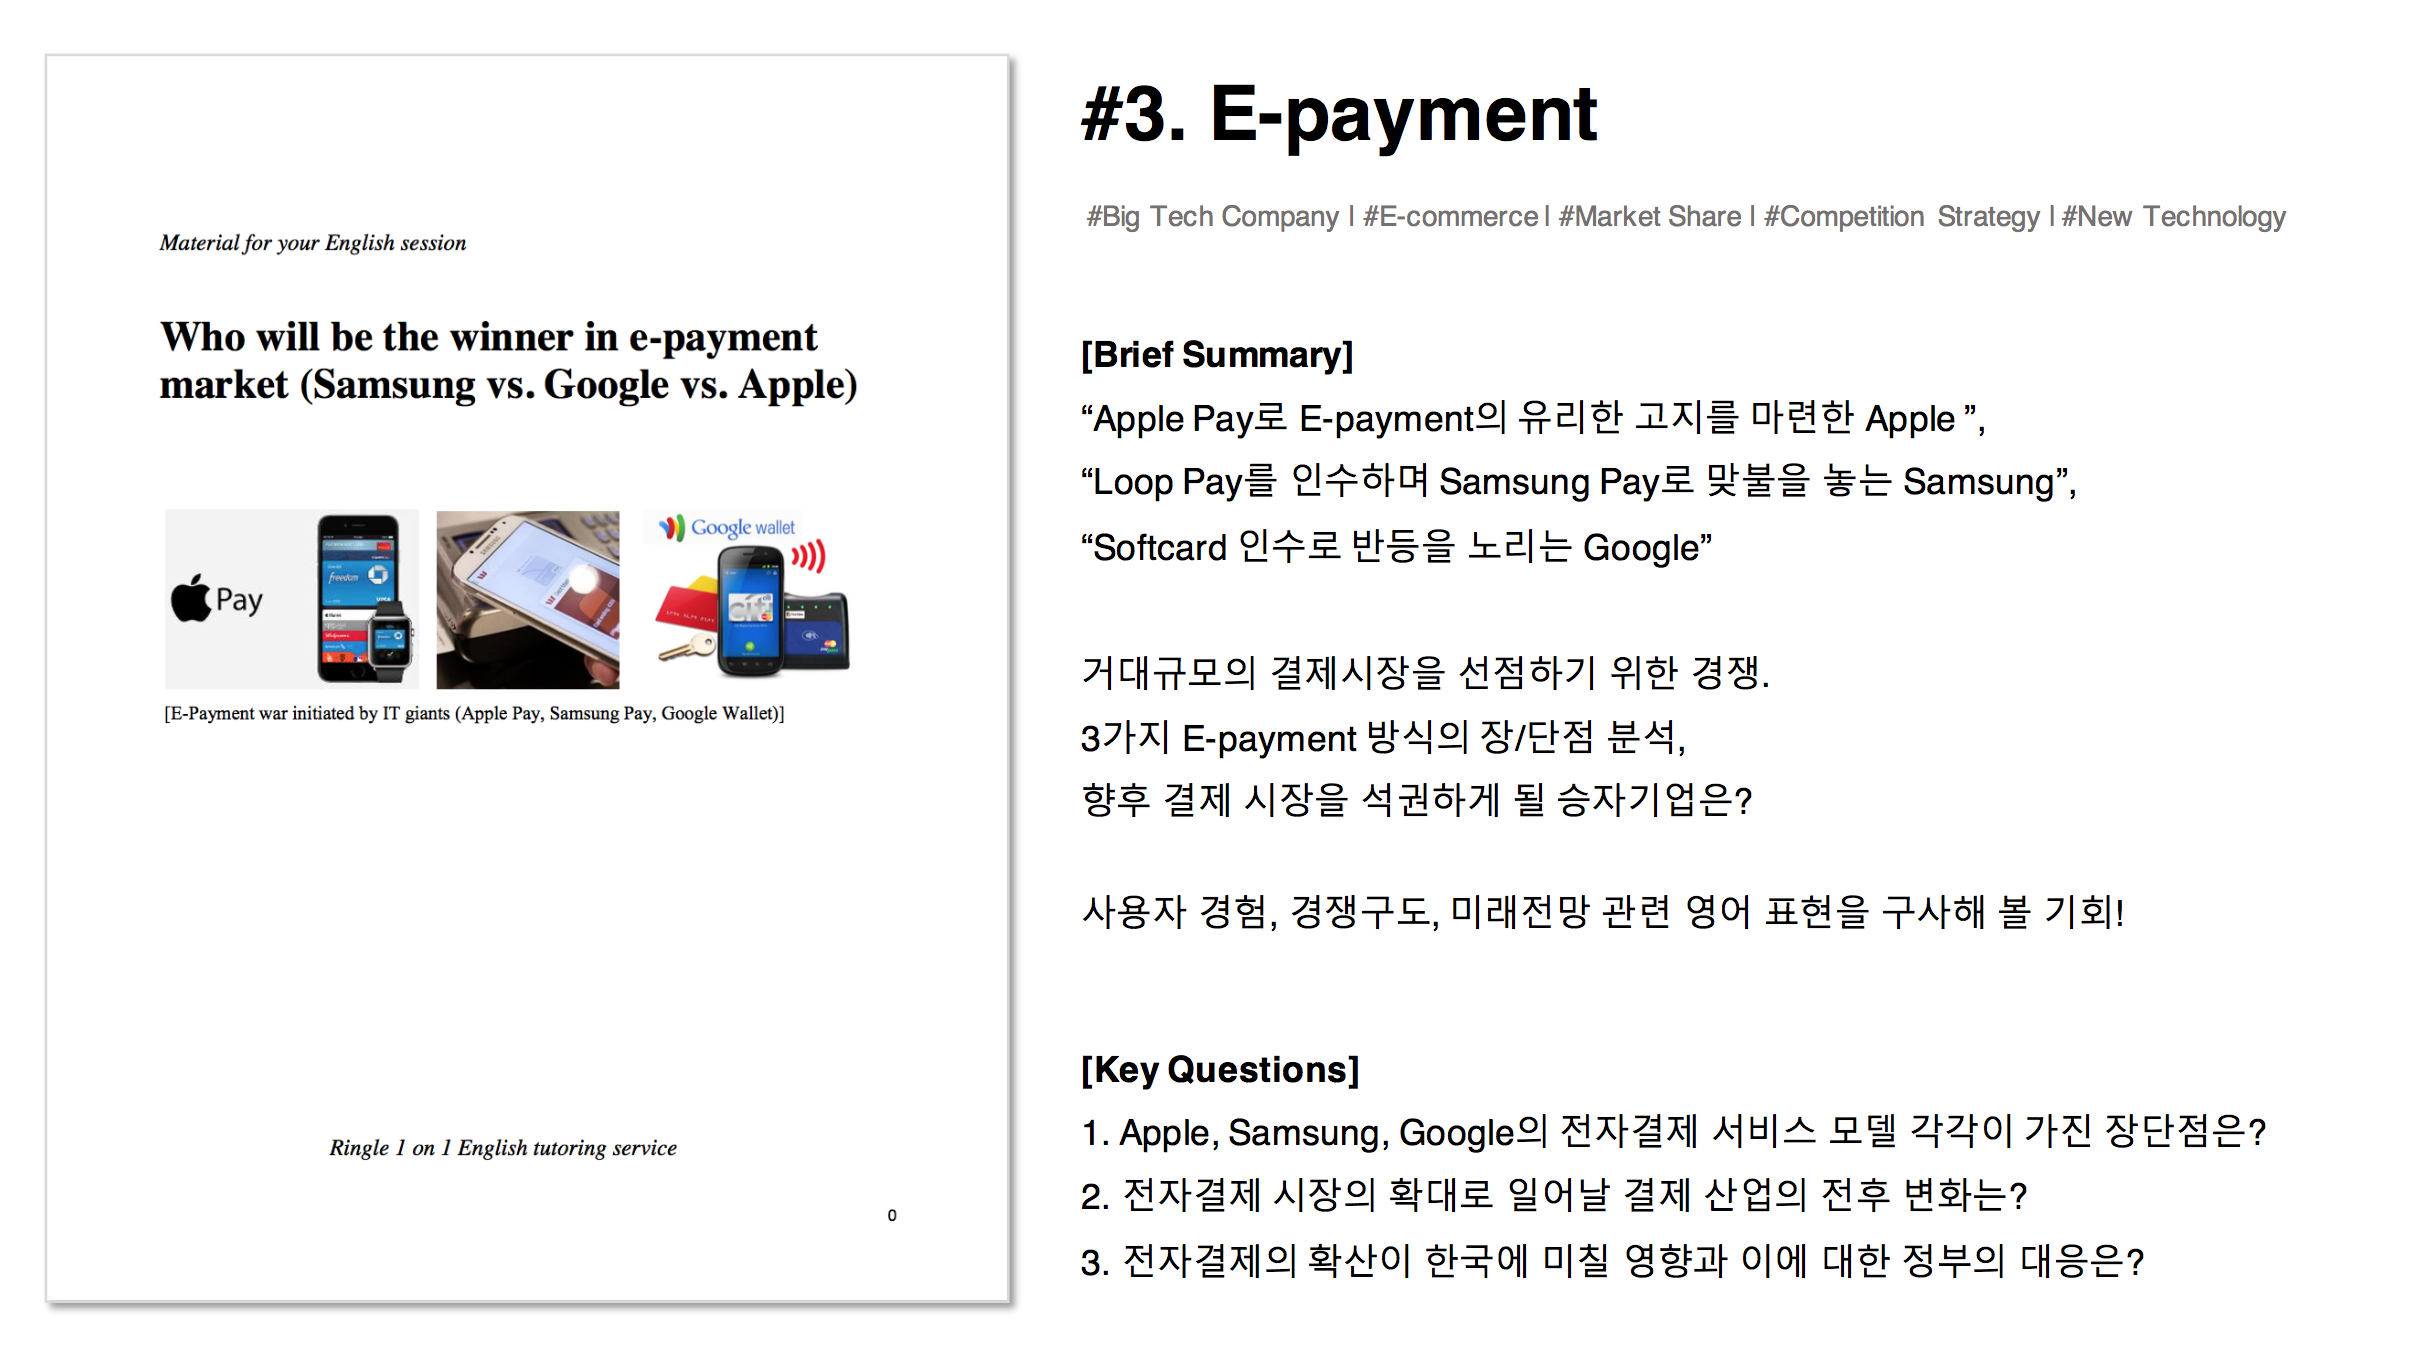 Material for your English session
Who will be the winner in e-payment
market (Samsung vs. Google vs. Apple)
Pay
freedom
VISA
Google wallet
citi
[E-Payment war initiated by IT giants (Apple Pay, Samsung Pay, Google Wallet)]
Ringle 1 on 1 English tutoring service
0
#3. E-payment
#Big Tech Company | #E-commerce | #Market Share | #Competition Strategy | #New Technology
[Brief Summary]
“Apple Pay로 E-payment의 유리한 고지를 마련한 Apple ”,
“Loop Pay를 인수하며 Samsung Pay로 맞불을 놓는 Samsung”,
“Softcard 인수로 반등을 노리는 Google”
거대규모의 결제시장을 선점하기 위한 경쟁.
3가지 E-payment 방식의 장/단점 분석,
향후 결제 시장을 석권하게 될 승자기업은?
사용자 경험, 경쟁구도, 미래전망 관련 영어 표현을 구사해 볼 기회!
[Key Questions]
1. Apple, Samsung, Google의 전자결제 서비스 모델 각각이 가진 장단점은?
2. 전자결제 시장의 확대로 일어날 결제 산업의 전후 변화는?
3. 전자결제의 확산이 한국에 미칠 영향과 이에 대한 정부의 대응은?